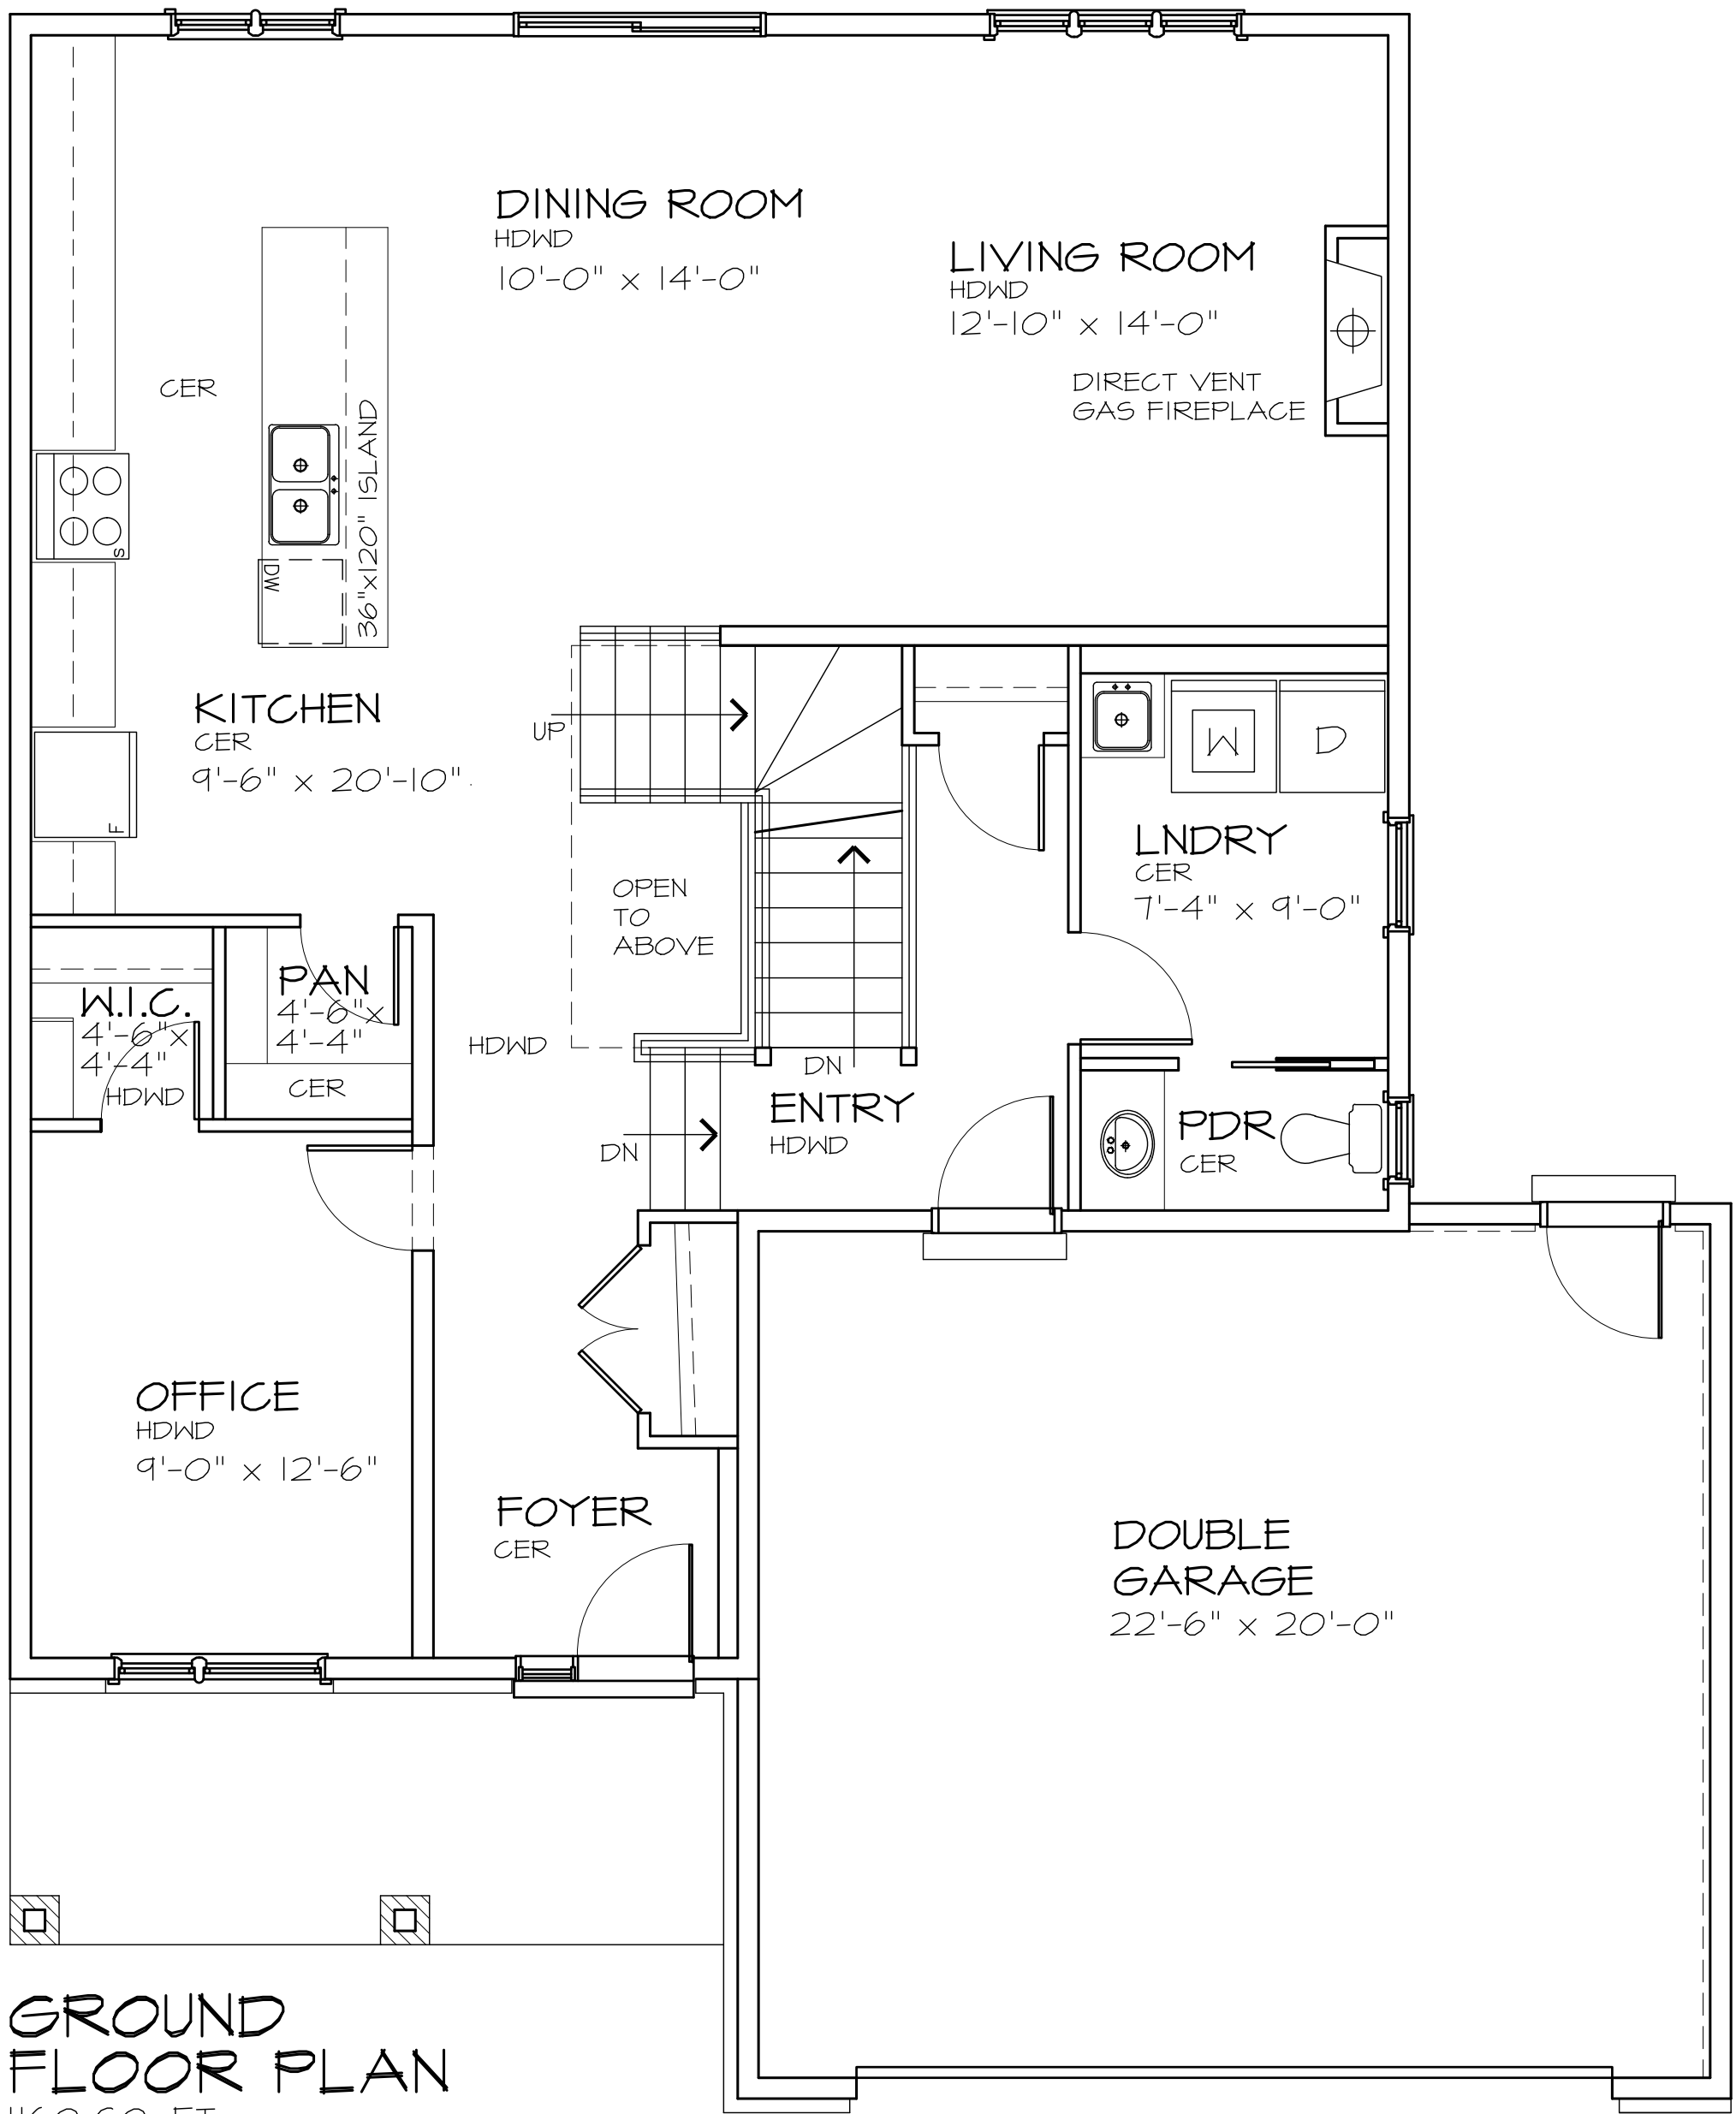 DINING ROOM
HDWD
10'-0" x 14'-0"
LIVING ROOM
HDWD
12'-10" x 14'-0"
DIRECT VENT
GAS FIREPLACE
CER
36"x120" ISLAND
S
DW
KITCHEN
CER
9'-6" x 20'-10"
F
UP
W
D
LNDRY
CER
7'-4" x 9'-0"
OPEN
TO
ABOVE
W.I.C.
4'-6"x
4'-4"
HDWD
PAN
4'-6"x
4'-4"
CER
HDWD
DN
DN
ENTRY
HDWD
PDR
CER
OFFICE
HDWD
9'-0" x 12'-6"
FOYER
CER
DOUBLE
GARAGE
22'-6" x 20'-0"
GROUND
FLOOR PLAN